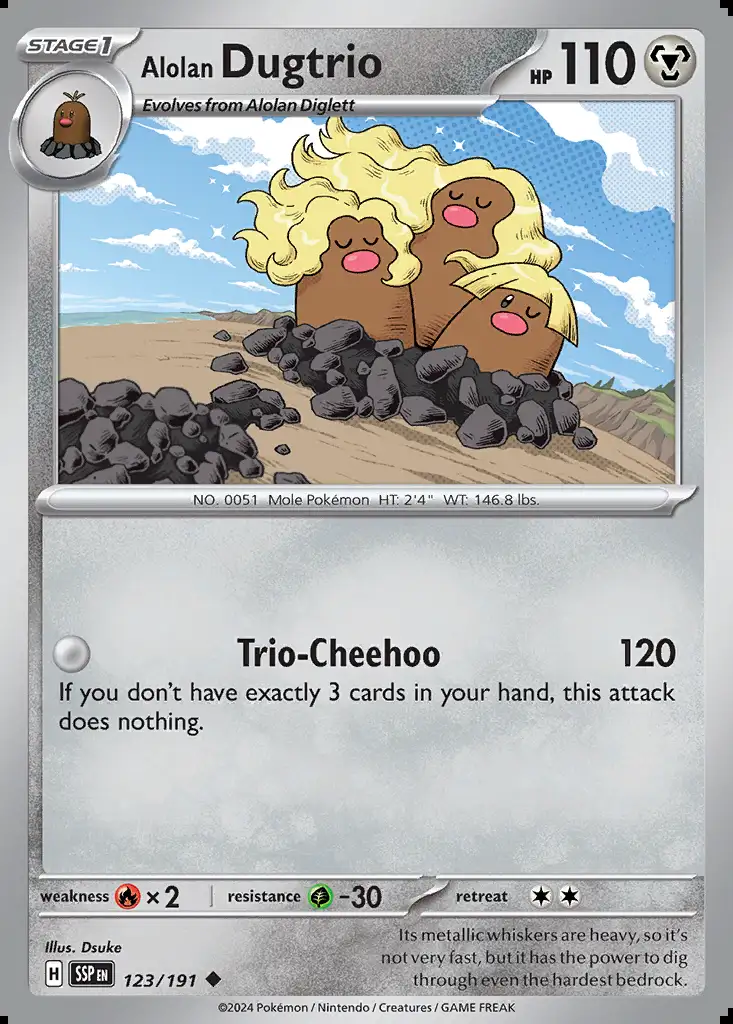 STAGE1
Alolan Dugtrio
HP 110
Evolves from Alolan Diglett
NO. 0051 Mole Pokémon HT: 2'4" WT: 146.8 lbs.
Trio-Cheehoo 120
If you don't have exactly 3 cards in your hand, this attack
does nothing.
weakness ×2 resistance -30 retreat
Illus. Dsuke
Its metallic whiskers are heavy, so it's
not very fast, but it has the power to dig
through even the hardest bedrock.
H SSP EN 123/191
©2024 Pokémon / Nintendo / Creatures / GAME FREAK